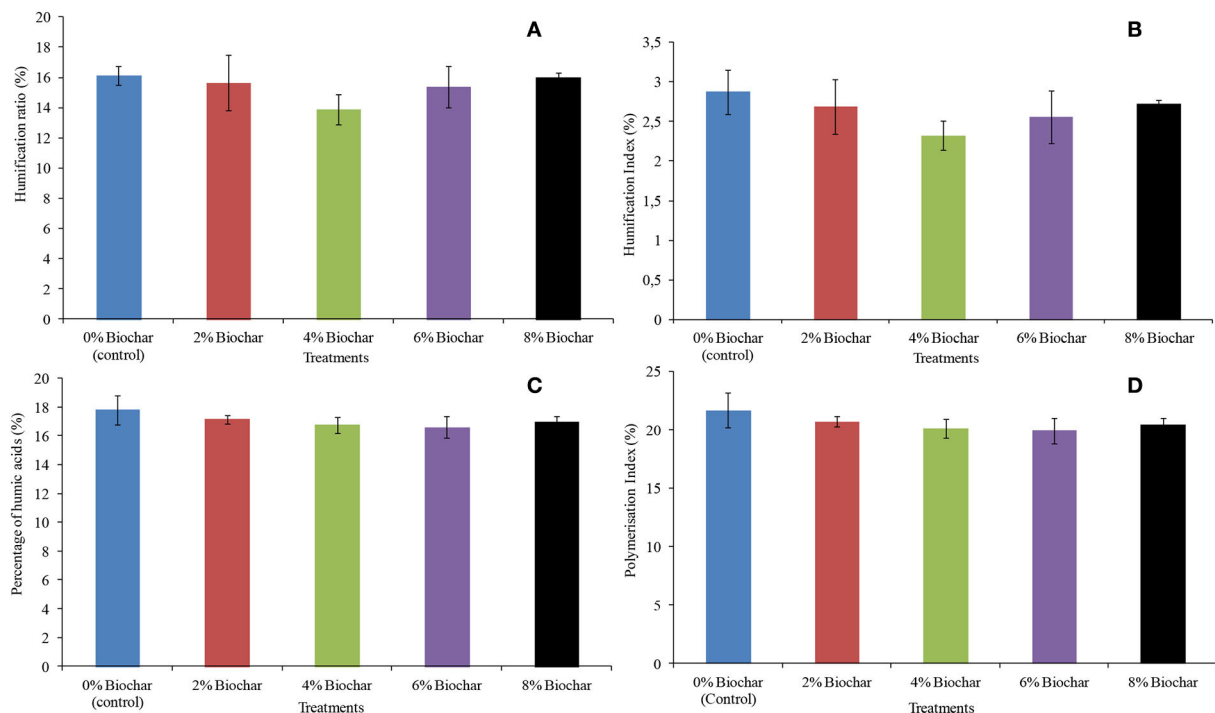 A
Humification ratio (%)
20
18
16
14
12
10
8
6
4
2
0
0% Biochar
(control)
2% Biochar
4% Biochar
6% Biochar
8% Biochar
Treatments
B
Humification Index (%)
3,5
3
2,5
2
1,5
1
0,5
0
0% Biochar
(control)
2% Biochar
4% Biochar
6% Biochar
8% Biochar
Treatments
C
Percentage of humic acids (%)
20
18
16
14
12
10
8
6
4
2
0
0% Biochar
(control)
2% Biochar
4% Biochar
6% Biochar
8% Biochar
Treatments
D
Polymerisation Index (%)
25
20
15
10
5
0
0% Biochar
(Control)
2% Biochar
4% Biochar
6% Biochar
8% Biochar
Treatments